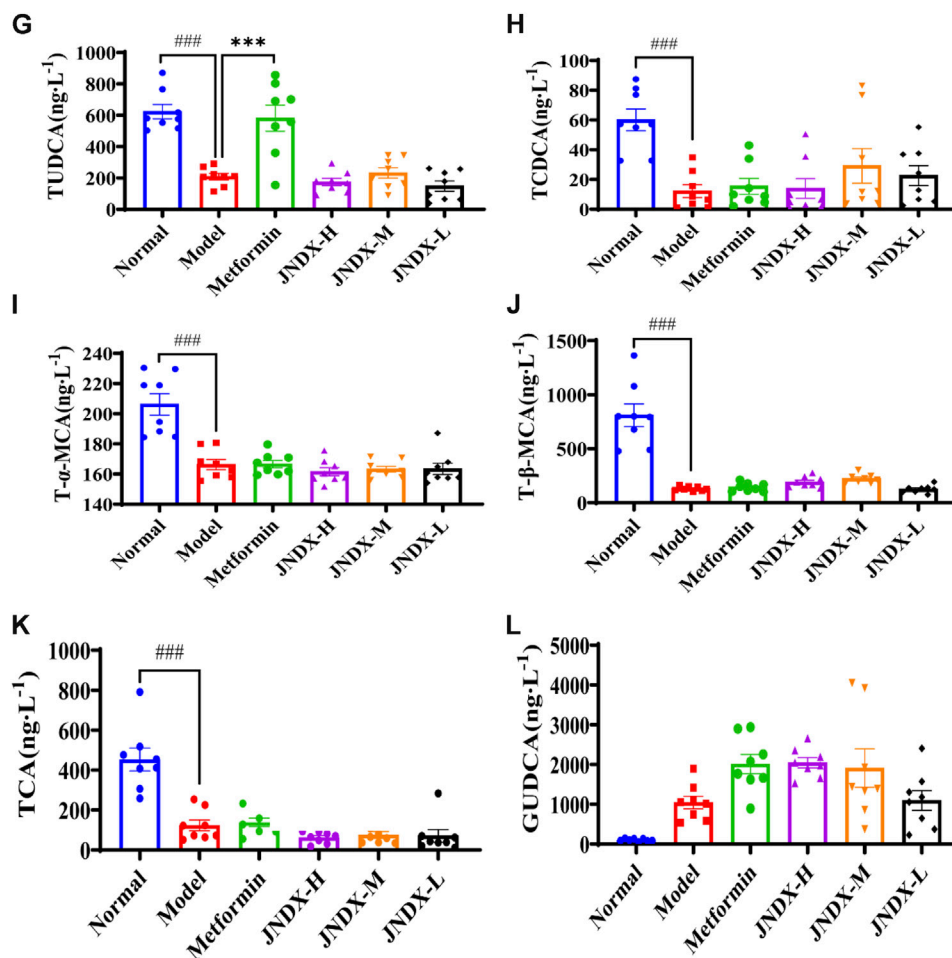 G
TUDCA(ng·L⁻¹)
1000
800
600
400
200
0
### ***
Normal Model Metformin JNDX-H JNDX-M JNDX-L
H
TCDCA(ng·L⁻¹)
100
80
60
40
20
0
###
Normal Model Metformin JNDX-H JNDX-M JNDX-L
I
T-α-MCA(ng·L⁻¹)
240
220
200
180
160
140
###
Normal Model Metformin JNDX-H JNDX-M JNDX-L
J
T-β-MCA(ng·L⁻¹)
1500
1000
500
0
###
Normal Model Metformin JNDX-H JNDX-M JNDX-L
K
TCA(ng·L⁻¹)
1000
800
600
400
200
0
###
Normal Model Metformin JNDX-H JNDX-M JNDX-L
L
GUDCA(ng·L⁻¹)
5000
4000
3000
2000
1000
0
Normal Model Metformin JNDX-H JNDX-M JNDX-L